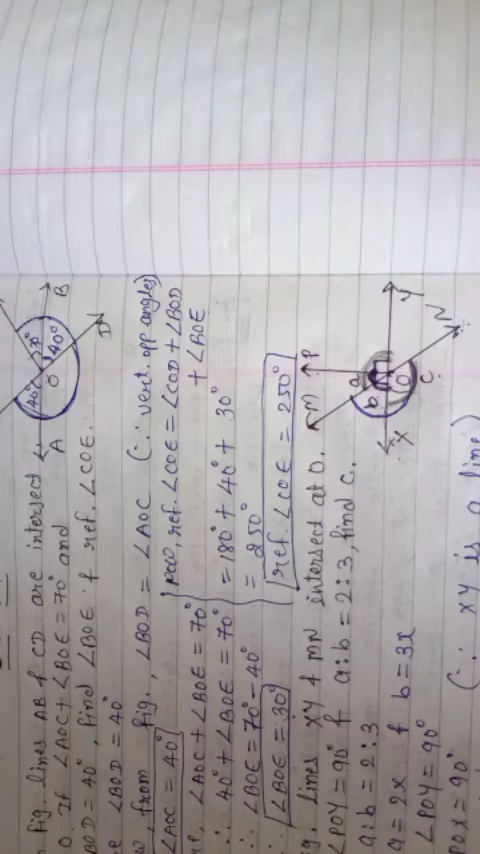 fig. lines AB & CD are intersected
O. If ∠AOC + ∠BOE = 70° and
BOD = 40°, find ∠BOE & ref. ∠COE.
∠BOD = 40°
from fig., ∠BOD = ∠AOC (∵ vert. opp angles)
∠AOC = 40°
∠AOC + ∠BOE = 70°
∴ 40° + ∠BOE = 70°
∴ ∠BOE = 70° - 40°
∴ ∠BOE = 30°
now, ref. ∠COE = ∠COD + ∠BOD
+ ∠BOE
= 180° + 40° + 30°
= 250°
ref. ∠COE = 250°
A
B
O
D
40°
30°
40°
lines XY & MN intersect at O.
∠POY = 90° & a:b = 2:3, find C.
a:b = 2:3
a = 2x & b = 3x
∠POY = 90°
POX = 90° (∵ XY is a line)
M
P
a
b
X
Y
O
C
N